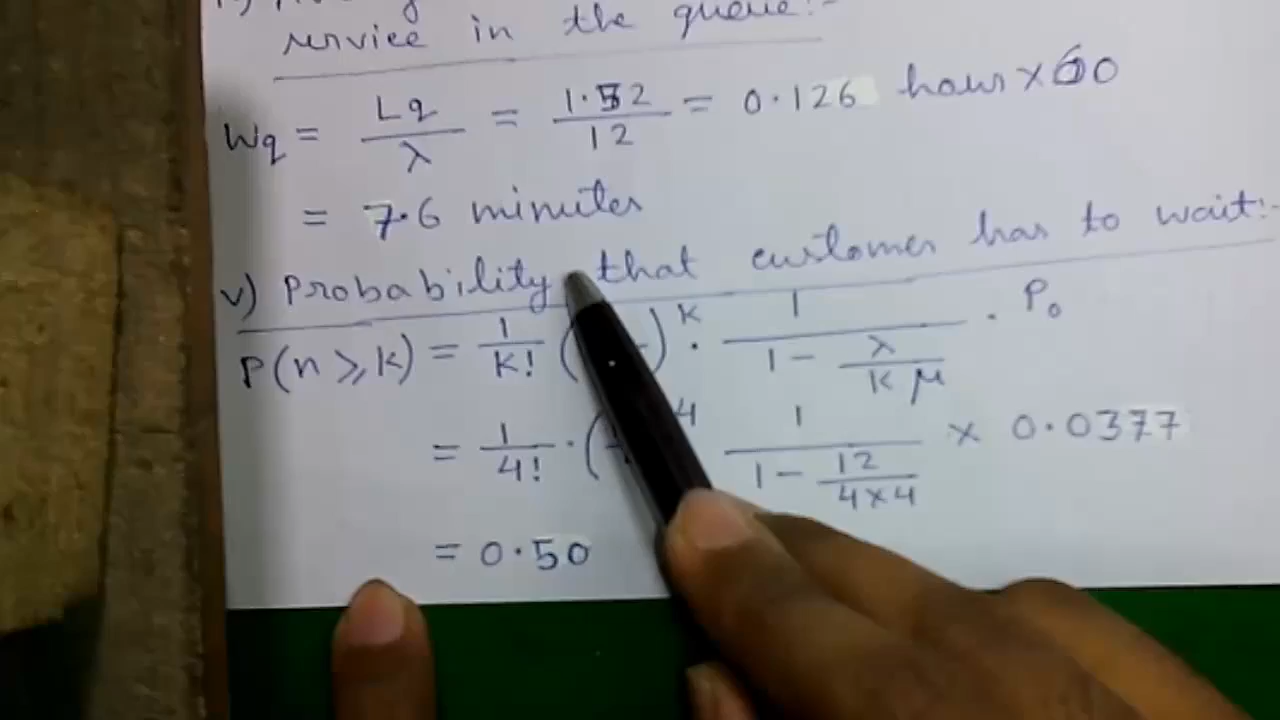 service in the queue:-
Wq = Lq/λ = 1.52/12 = 0.126 hour×60
= 7.6 minutes
v) Probability that customer has to wait:-
P(n ≥ k) = 1/k! ( )^k · 1/(1 - λ/kμ) · P₀
= 1/4! · ( )^4 1/(1 - 12/4×4) × 0.0377
= 0.50